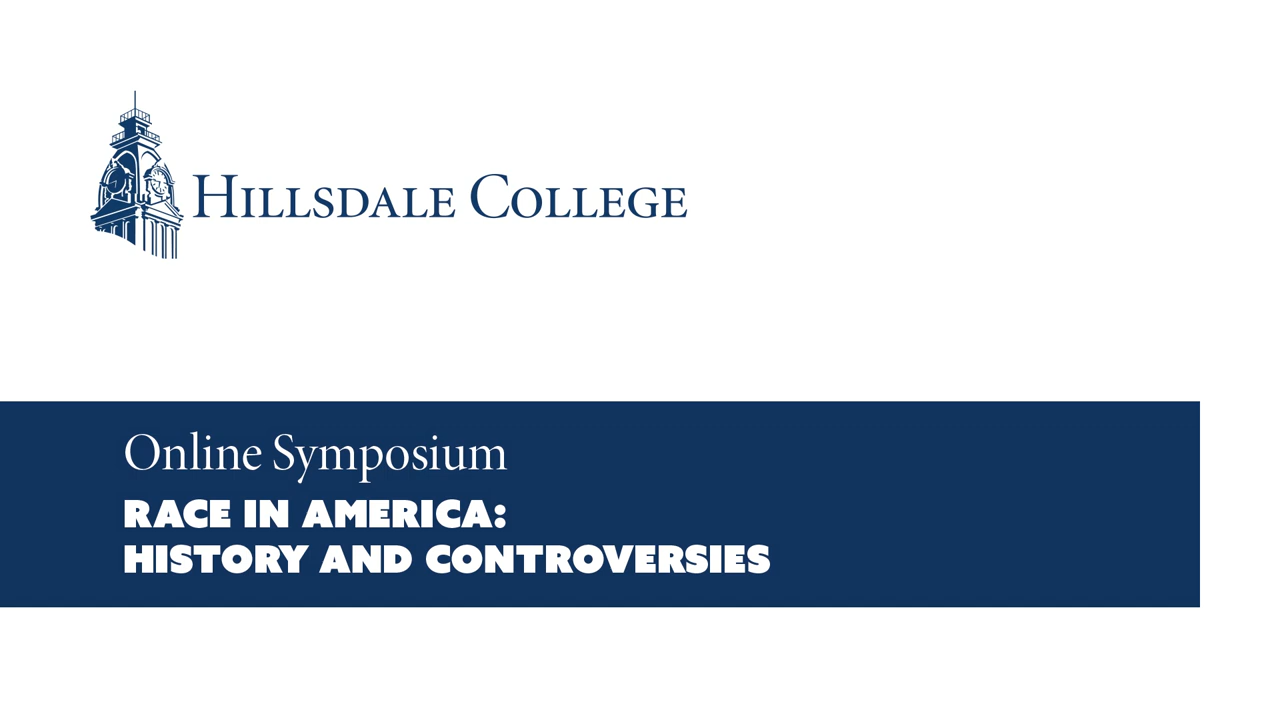 HILLSDALE COLLEGE
Online Symposium
RACE IN AMERICA:
HISTORY AND CONTROVERSIES